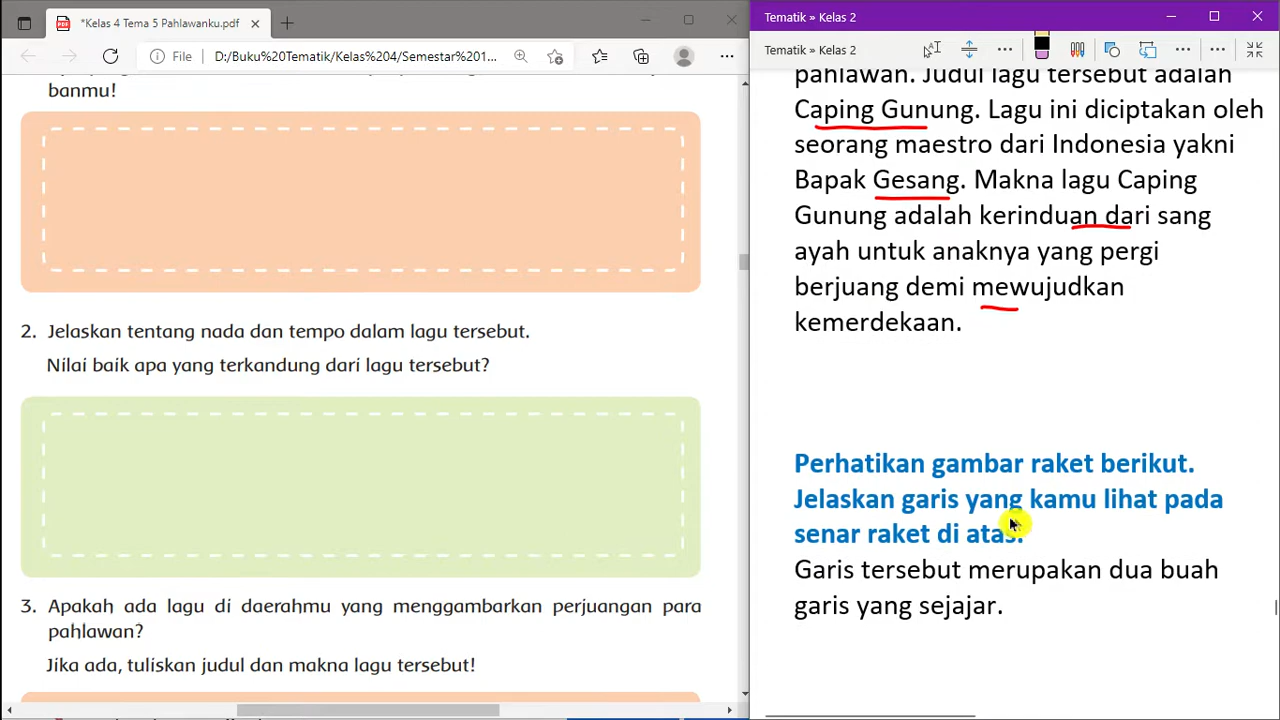 *Kelas 4 Tema 5 Pahlawanku.pdf
File
D:/Buku%20Tematik/Kelas%204/Semestar%201...
banmu!
2. Jelaskan tentang nada dan tempo dalam lagu tersebut.
Nilai baik apa yang terkandung dari lagu tersebut?
3. Apakah ada lagu di daerahmu yang menggambarkan perjuangan para
pahlawan?
Jika ada, tuliskan judul dan makna lagu tersebut!
Tematik » Kelas 2
Tematik » Kelas 2
pahlawan. Judul lagu tersebut adalah
Caping Gunung. Lagu ini diciptakan oleh
seorang maestro dari Indonesia yakni
Bapak Gesang. Makna lagu Caping
Gunung adalah kerinduan dari sang
ayah untuk anaknya yang pergi
berjuang demi mewujudkan
kemerdekaan.
Perhatikan gambar raket berikut.
Jelaskan garis yang kamu lihat pada
senar raket di atas.
Garis tersebut merupakan dua buah
garis yang sejajar.